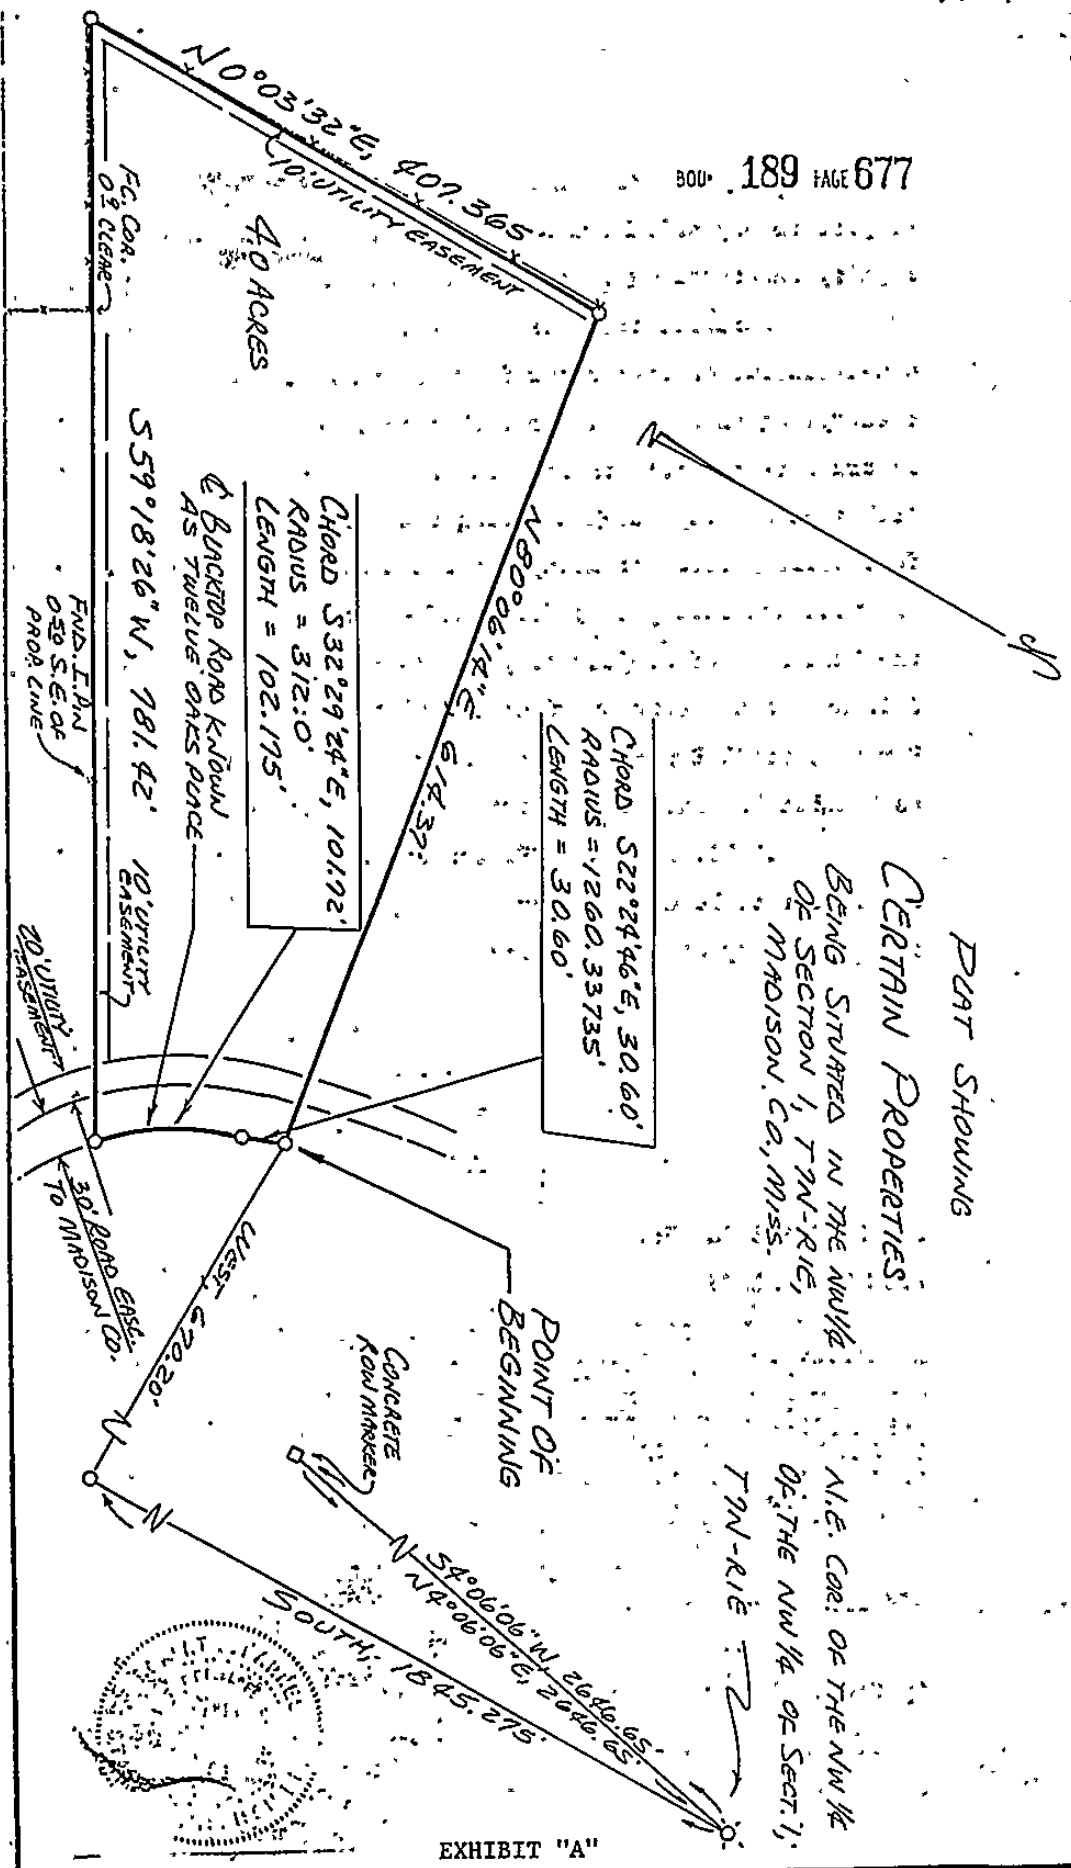 BOOK 189 PAGE 677
PLAT SHOWING
CERTAIN PROPERTIES
BEING SITUATED IN THE NW 1/4
OF SECTION 1, T7N-R1E,
MADISON CO., MISS.
N.E. COR. OF THE NW 1/4
OF THE NW 1/4 OF SECT. 1,
T7N-R1E
N
N 0°03'32"E, 407.365
10' UTILITY EASEMENT
4.0 ACRES
FC. COR.
0.2 CLEAR
N80°06'14"E, 614.37'
CHORD S22°24'46"E, 30.60'
RADIUS = 1260.33735'
LENGTH = 30.60'
CHORD S32°29'24"E, 101.72'
RADIUS = 312.0'
LENGTH = 102.175'
℄ BLACKTOP ROAD KNOWN
AS TWELVE OAKS PLACE
S59°18'26"W, 781.42'
10' UTILITY
EASEMENT
FND. I. PIN
S.E. OF
PROP. LINE
20' UTILITY
EASEMENT
30' ROAD EASE.
TO MADISON CO.
POINT OF
BEGINNING
WEST, 670.20'
CONCRETE
ROW MARKER
S4°06'06"W, 2646.65'
N4°06'06"E, 2646.65'
SOUTH, 1845.275'
EXHIBIT "A"